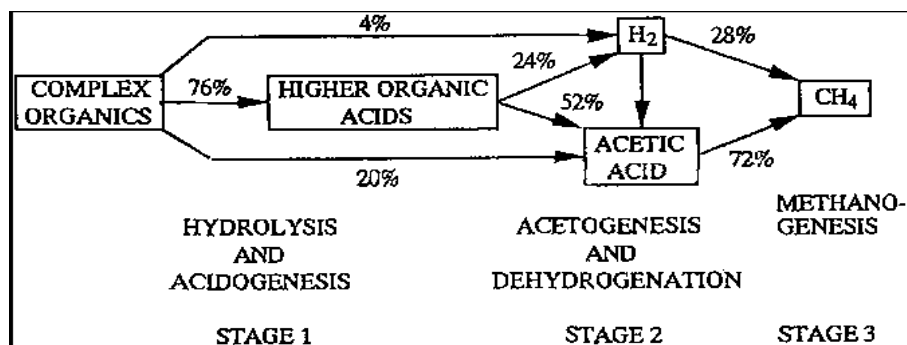 4%
H2
28%
24%
COMPLEX
ORGANICS
76%
HIGHER ORGANIC
ACIDS
52%
CH4
ACETIC
ACID
72%
20%
HYDROLYSIS
AND
ACIDOGENESIS
ACETOGENESIS
AND
DEHYDROGENATION
METHANO-
GENESIS
STAGE 1
STAGE 2
STAGE 3